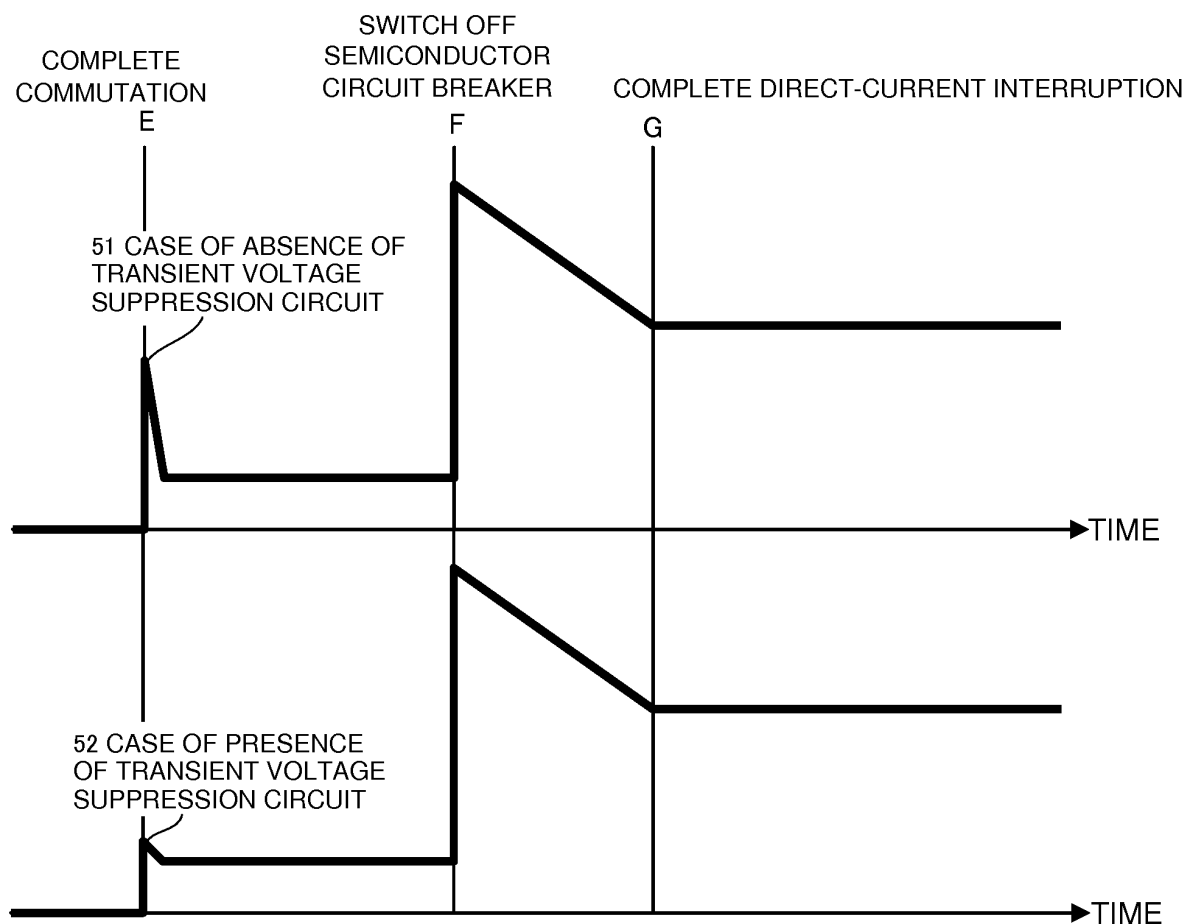 COMPLETE
COMMUTATION
E
SWITCH OFF
SEMICONDUCTOR
CIRCUIT BREAKER
F
COMPLETE DIRECT-CURRENT INTERRUPTION
G
51 CASE OF ABSENCE OF
TRANSIENT VOLTAGE
SUPPRESSION CIRCUIT
TIME
52 CASE OF PRESENCE
OF TRANSIENT VOLTAGE
SUPPRESSION CIRCUIT
TIME